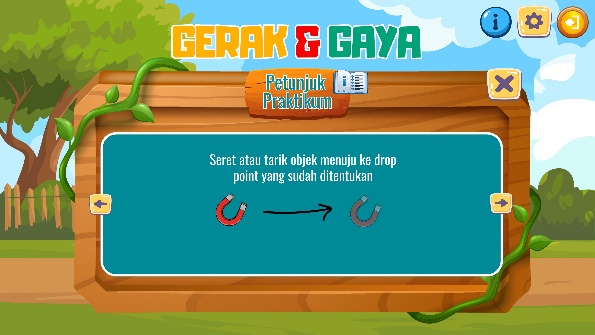 GERAK & GAYA
Petunjuk
Praktikum
Seret atau tarik objek menuju ke drop
point yang sudah ditentukan